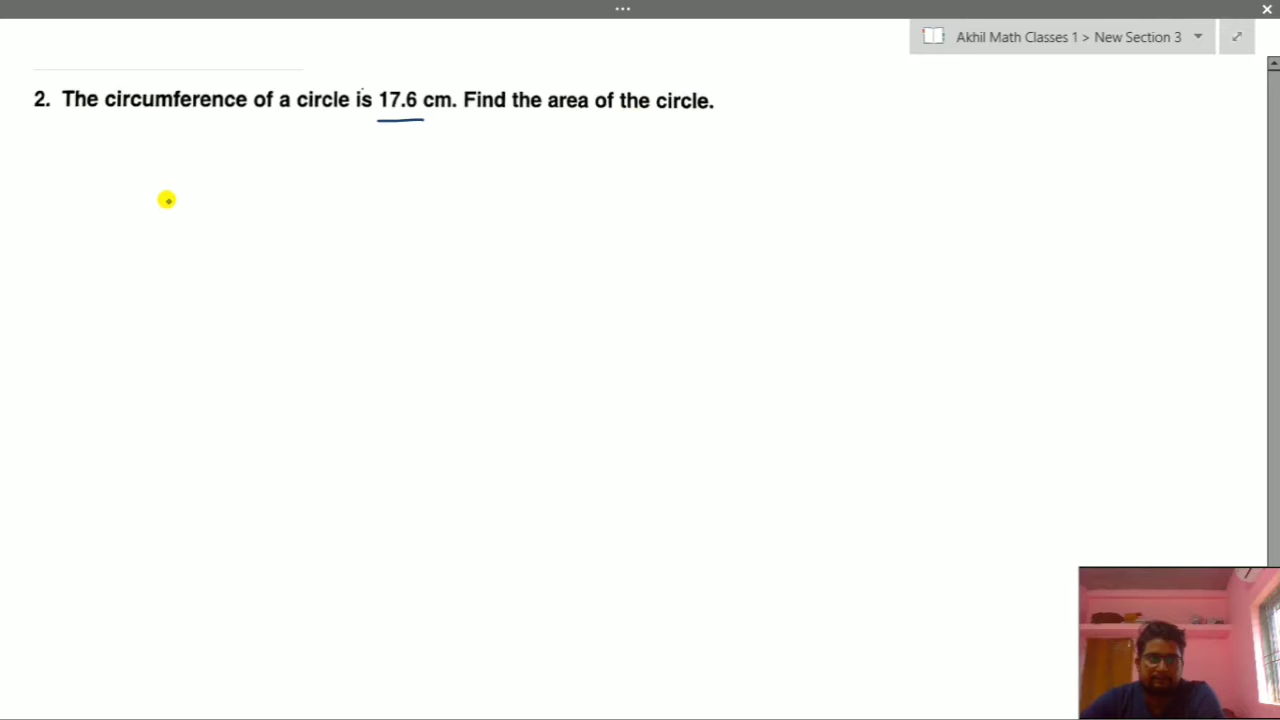 Akhil Math Classes 1 > New Section 3
2. The circumference of a circle is 17.6 cm. Find the area of the circle.